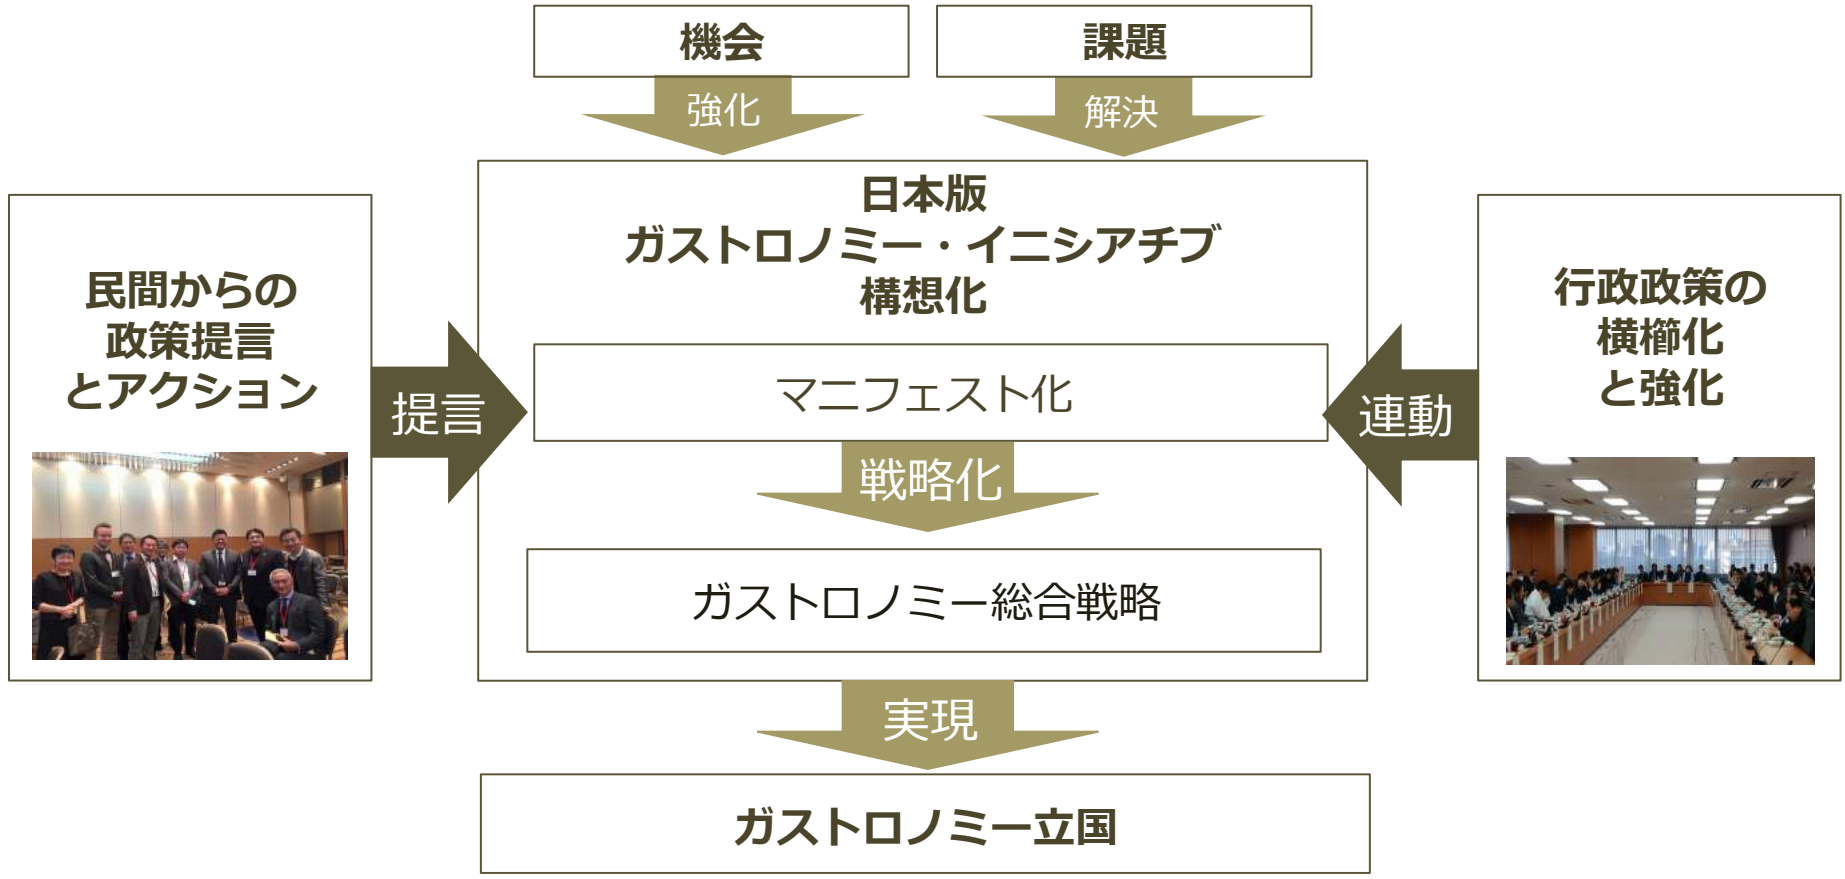 機会
課題
強化
解決
日本版
ガストロノミー・イニシアチブ
構想化
民間からの
政策提言
とアクション
提言
マニフェスト化
連動
行政政策の
横櫛化
と強化
戦略化
ガストロノミー総合戦略
実現
ガストロノミー立国